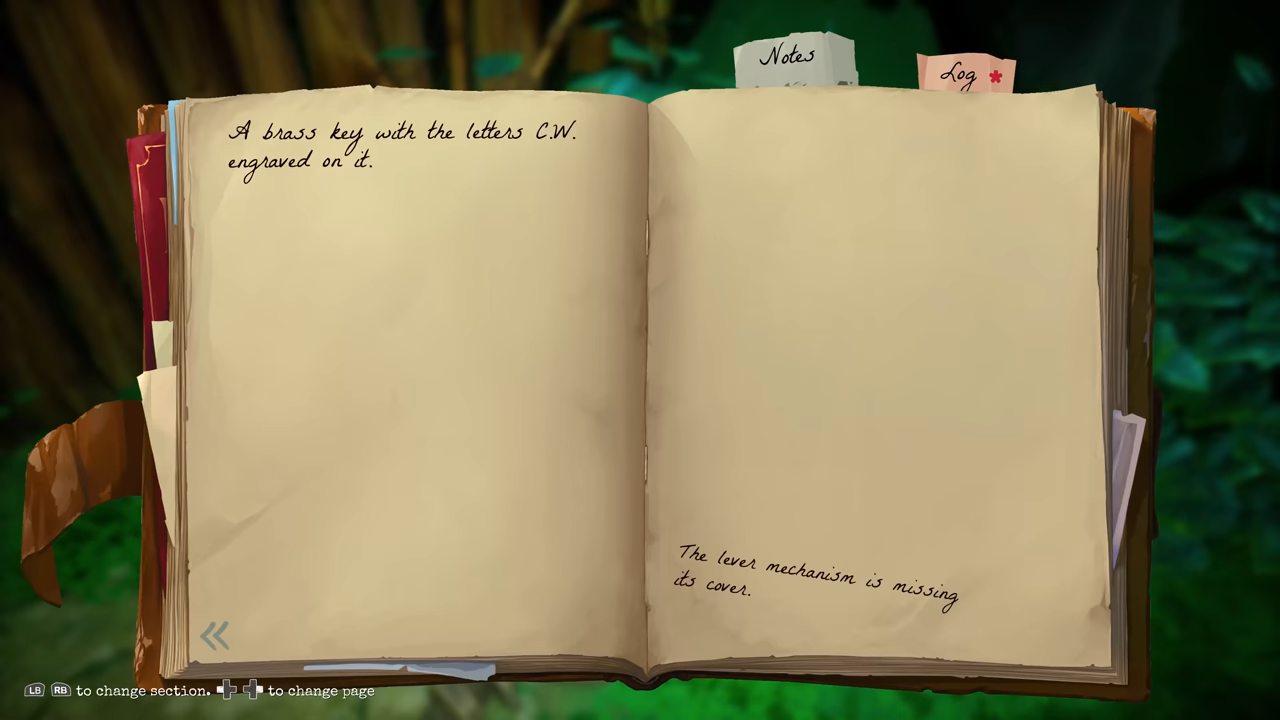 Notes
Log *
A brass key with the letters C.W.
engraved on it.
The lever mechanism is missing
its cover.
LB RB to change section. to change page